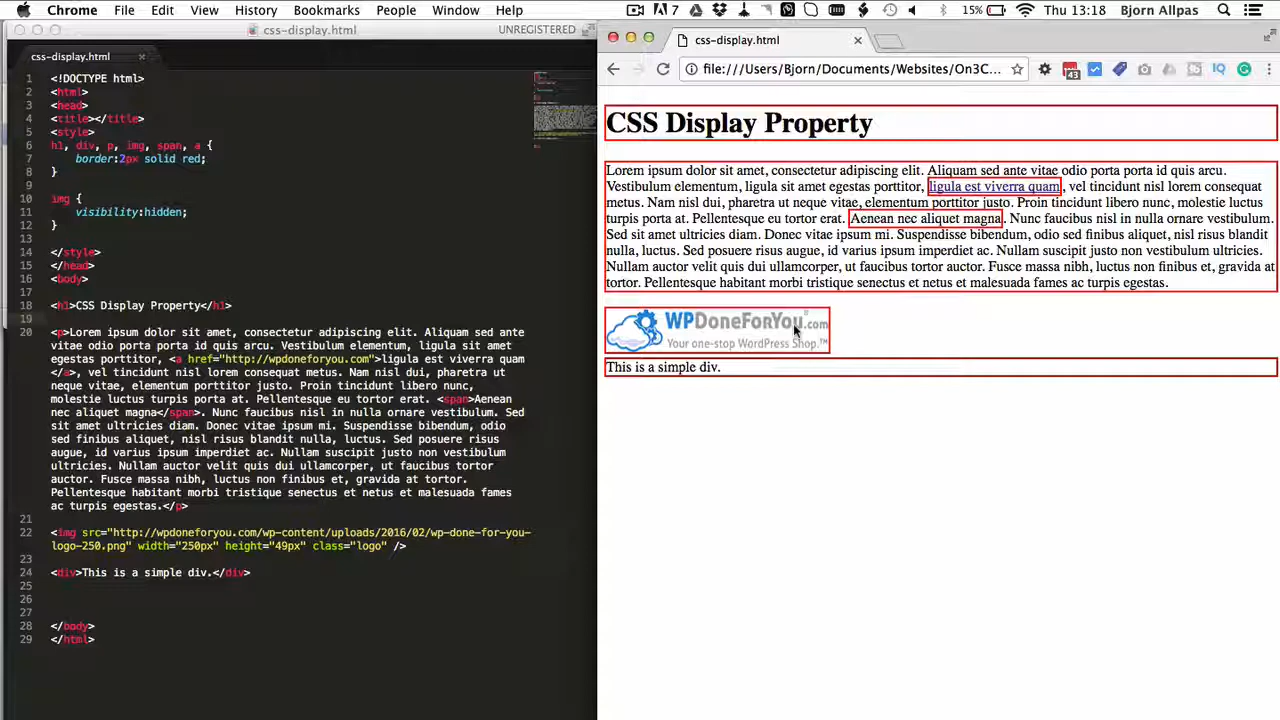 Chrome File Edit View History Bookmarks People Window Help 7 15% Thu 13:18 Bjorn Allpas
css-display.html UNREGISTERED
css-display.html
1 <!DOCTYPE html>
2 <html>
3 <head>
4 <title></title>
5 <style>
6 h1, div, p, img, span, a {
7 border:2px solid red;
8 }
9
10 img {
11 visibility:hidden;
12 }
13
14 </style>
15 </head>
16 <body>
17
18 <h1>CSS Display Property</h1>
19
20 <p>Lorem ipsum dolor sit amet, consectetur adipiscing elit. Aliquam sed ante
vitae odio porta porta id quis arcu. Vestibulum elementum, ligula sit amet
egestas porttitor, <a href="http://wpdoneforyou.com">ligula est viverra quam
</a>, vel tincidunt nisl lorem consequat metus. Nam nisl dui, pharetra ut
neque vitae, elementum porttitor justo. Proin tincidunt libero nunc,
molestie luctus turpis porta at. Pellentesque eu tortor erat. <span>Aenean
nec aliquet magna</span>. Nunc faucibus nisl in nulla ornare vestibulum. Sed
sit amet ultricies diam. Donec vitae ipsum mi. Suspendisse bibendum, odio
sed finibus aliquet, nisl risus blandit nulla, luctus. Sed posuere risus
augue, id varius ipsum imperdiet ac. Nullam suscipit justo non vestibulum
ultricies. Nullam auctor velit quis dui ullamcorper, ut faucibus tortor
auctor. Fusce massa nibh, luctus non finibus et, gravida at tortor.
Pellentesque habitant morbi tristique senectus et netus et malesuada fames
ac turpis egestas.</p>
21
22 <img src="http://wpdoneforyou.com/wp-content/uploads/2016/02/wp-done-for-you-
logo-250.png" width="250px" height="49px" class="logo" />
23
24 <div>This is a simple div.</div>
25
26
27
28 </body>
29 </html>
css-display.html
file:///Users/Bjorn/Documents/Websites/On3C... 43
CSS Display Property
Lorem ipsum dolor sit amet, consectetur adipiscing elit. Aliquam sed ante vitae odio porta porta id quis arcu.
Vestibulum elementum, ligula sit amet egestas porttitor, ligula est viverra quam, vel tincidunt nisl lorem consequat
metus. Nam nisl dui, pharetra ut neque vitae, elementum porttitor justo. Proin tincidunt libero nunc, molestie luctus
turpis porta at. Pellentesque eu tortor erat. Aenean nec aliquet magna. Nunc faucibus nisl in nulla ornare vestibulum.
Sed sit amet ultricies diam. Donec vitae ipsum mi. Suspendisse bibendum, odio sed finibus aliquet, nisl risus blandit
nulla, luctus. Sed posuere risus augue, id varius ipsum imperdiet ac. Nullam suscipit justo non vestibulum ultricies.
Nullam auctor velit quis dui ullamcorper, ut faucibus tortor auctor. Fusce massa nibh, luctus non finibus et, gravida at
tortor. Pellentesque habitant morbi tristique senectus et netus et malesuada fames ac turpis egestas.
WPDoneForYou.com
Your one-stop WordPress Shop.™
This is a simple div.